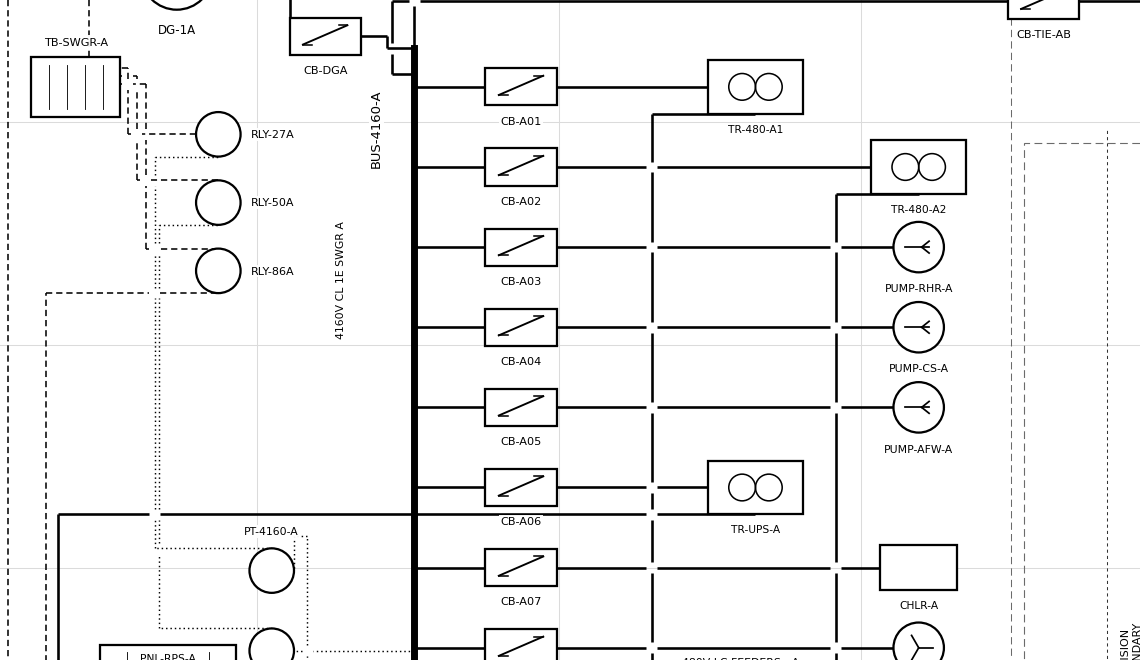 DG-1A
TB-SWGR-A
CB-DGA
CB-TIE-AB
BUS-4160-A
CB-A01
TR-480-A1
RLY-27A
CB-A02
RLY-50A
TR-480-A2
RLY-86A
4160V CL 1E SWGR A
CB-A03
PUMP-RHR-A
CB-A04
PUMP-CS-A
CB-A05
PUMP-AFW-A
CB-A06
PT-4160-A
TR-UPS-A
CB-A07
CHLR-A
PNL-RPS-A